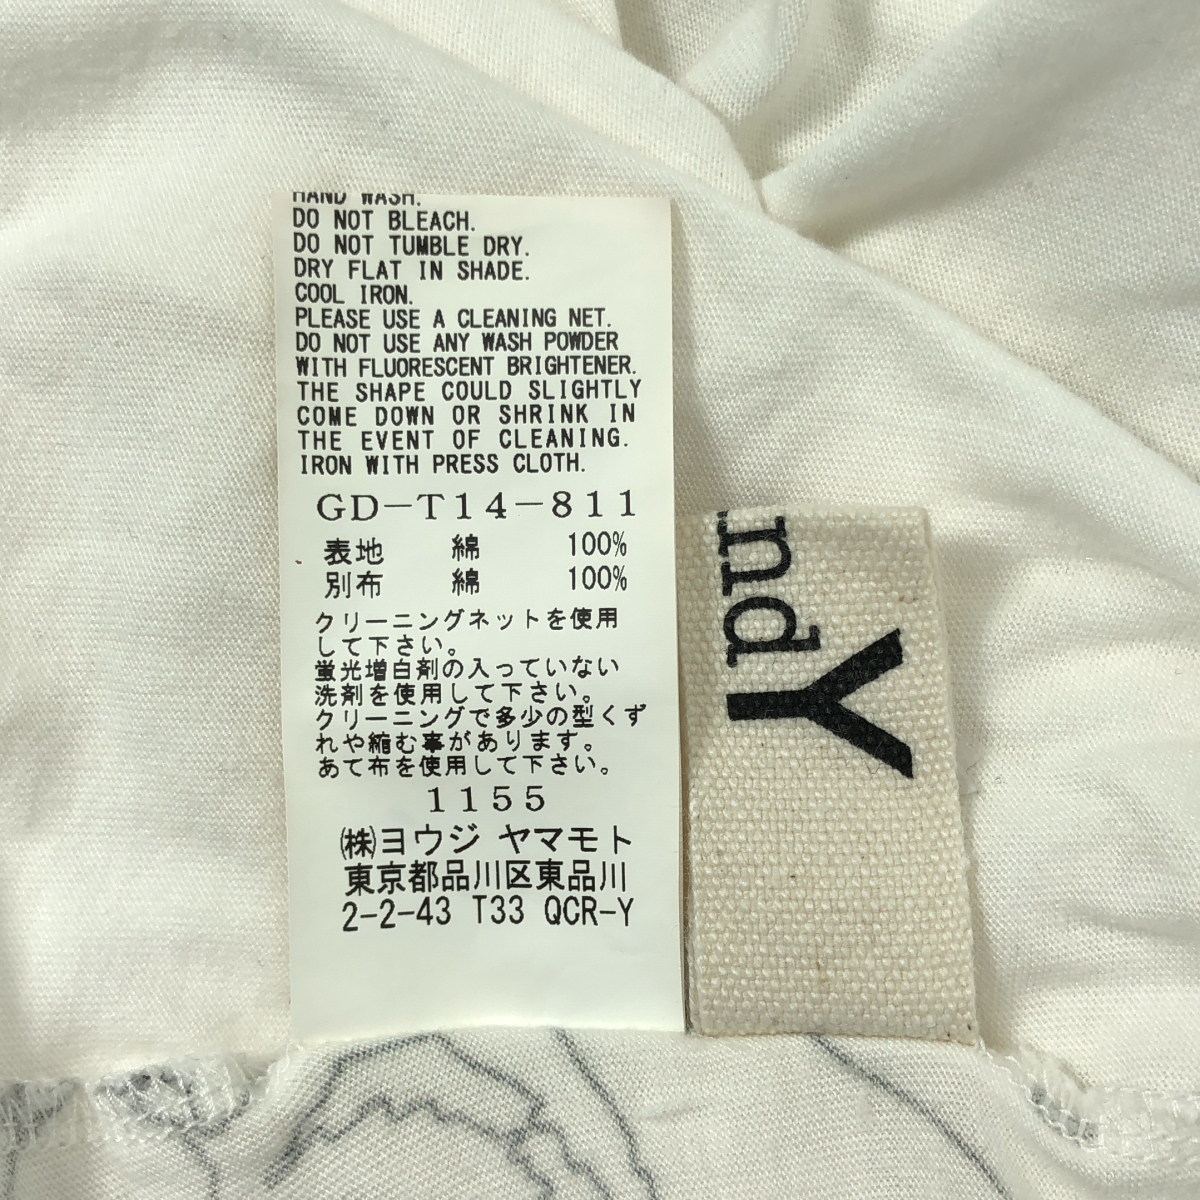 HAND WASH.
DO NOT BLEACH.
DO NOT TUMBLE DRY.
DRY FLAT IN SHADE.
COOL IRON.
PLEASE USE A CLEANING NET.
DO NOT USE ANY WASH POWDER
WITH FLUORESCENT BRIGHTENER.
THE SHAPE COULD SLIGHTLY
COME DOWN OR SHRINK IN
THE EVENT OF CLEANING.
IRON WITH PRESS CLOTH.
GD-T14-811
表地 綿 100%
別布 綿 100%
クリーニングネットを使用
して下さい。
蛍光増白剤の入っていない
洗剤を使用して下さい。
クリーニングで多少の型くず
れや縮む事があります。
あて布を使用して下さい。
1155
㈱ヨウジ ヤマモト
東京都品川区東品川
2-2-43 T33 QCR-Y
ndY